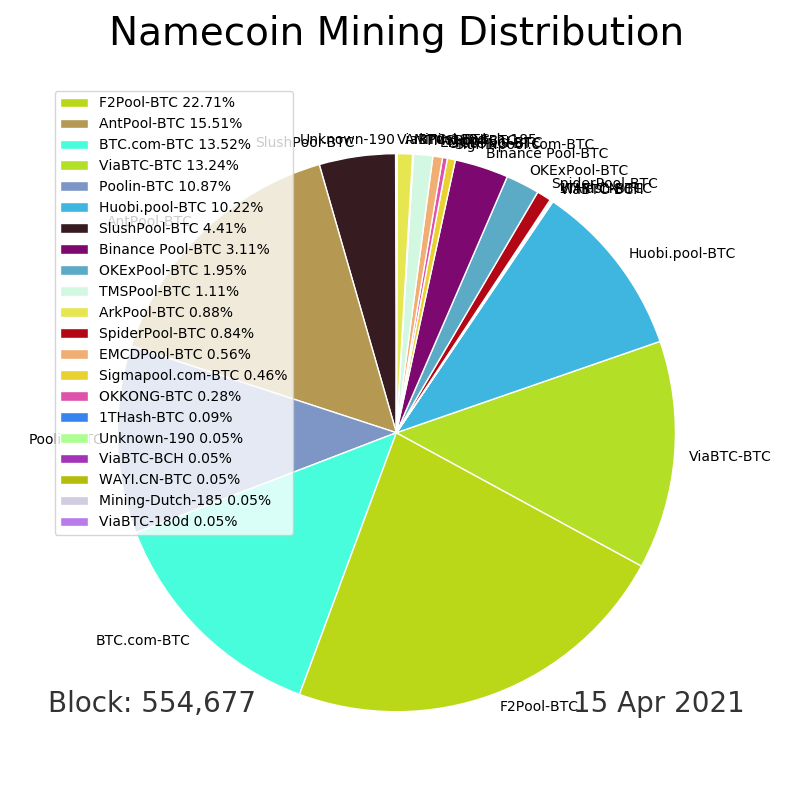 Namecoin Mining Distribution
F2Pool-BTC 22.71%
AntPool-BTC 15.51%
BTC.com-BTC 13.52%
ViaBTC-BTC 13.24%
Poolin-BTC 10.87%
Huobi.pool-BTC 10.22%
SlushPool-BTC 4.41%
Binance Pool-BTC 3.11%
OKExPool-BTC 1.95%
TMSPool-BTC 1.11%
ArkPool-BTC 0.88%
SpiderPool-BTC 0.84%
EMCDPool-BTC 0.56%
Sigmapool.com-BTC 0.46%
OKKONG-BTC 0.28%
1THash-BTC 0.09%
Unknown-190 0.05%
ViaBTC-BCH 0.05%
WAYI.CN-BTC 0.05%
Mining-Dutch-185 0.05%
ViaBTC-180d 0.05%
Unknown-190
SlushPool-BTC
AntPool-BTC
Binance Pool-BTC
OKExPool-BTC
SpiderPool-BTC
Huobi.pool-BTC
ViaBTC-BTC
BTC.com-BTC
F2Pool-BTC
Block: 554,677
15 Apr 2021